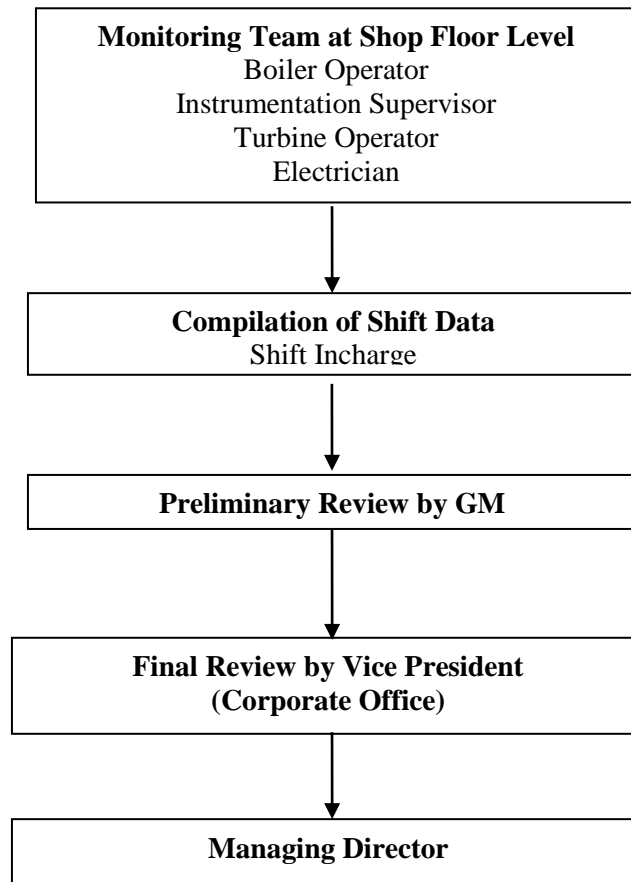 Monitoring Team at Shop Floor Level
Boiler Operator
Instrumentation Supervisor
Turbine Operator
Electrician
Compilation of Shift Data
Shift Incharge
Preliminary Review by GM
Final Review by Vice President
(Corporate Office)
Managing Director